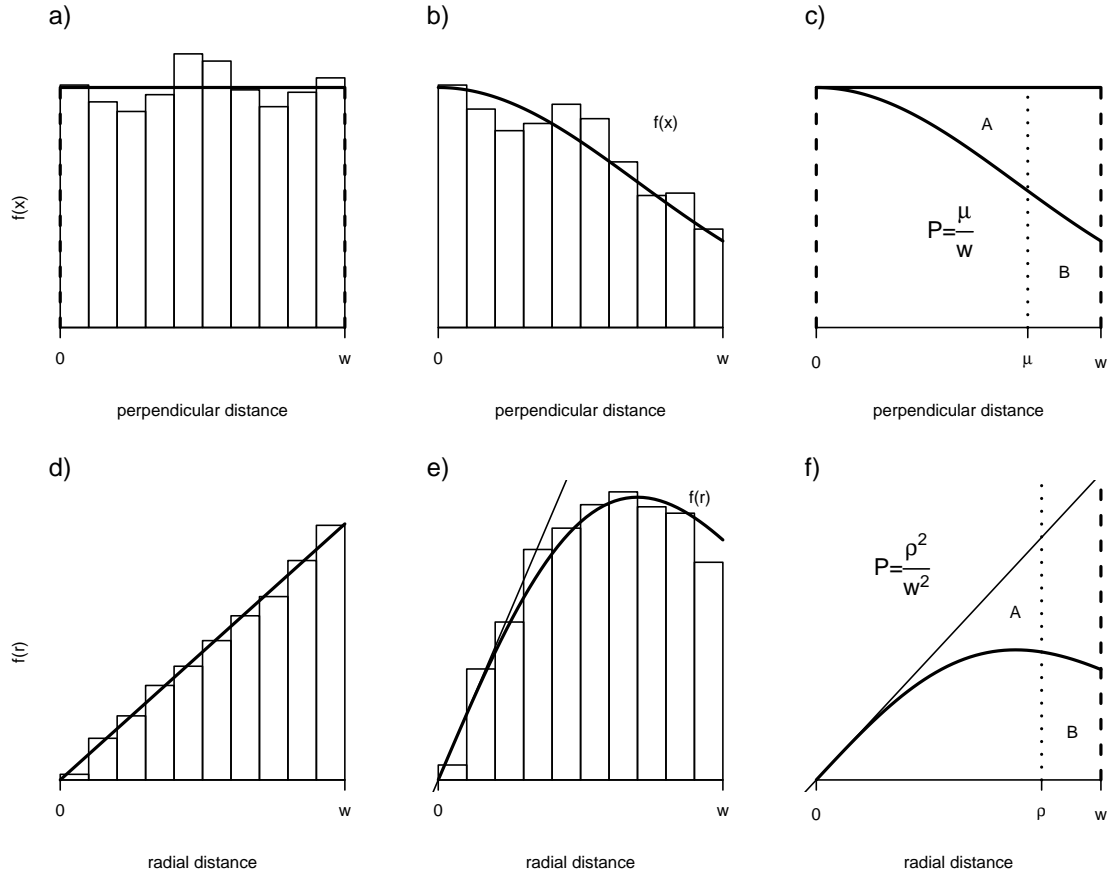 a)
b)
c)
f(x)
f(x)
A
P=μ/w
B
0
w
0
w
0
μ
w
perpendicular distance
perpendicular distance
perpendicular distance
d)
e)
f)
f(r)
f(r)
P=ρ²/w²
A
B
0
w
0
w
0
ρ
w
radial distance
radial distance
radial distance